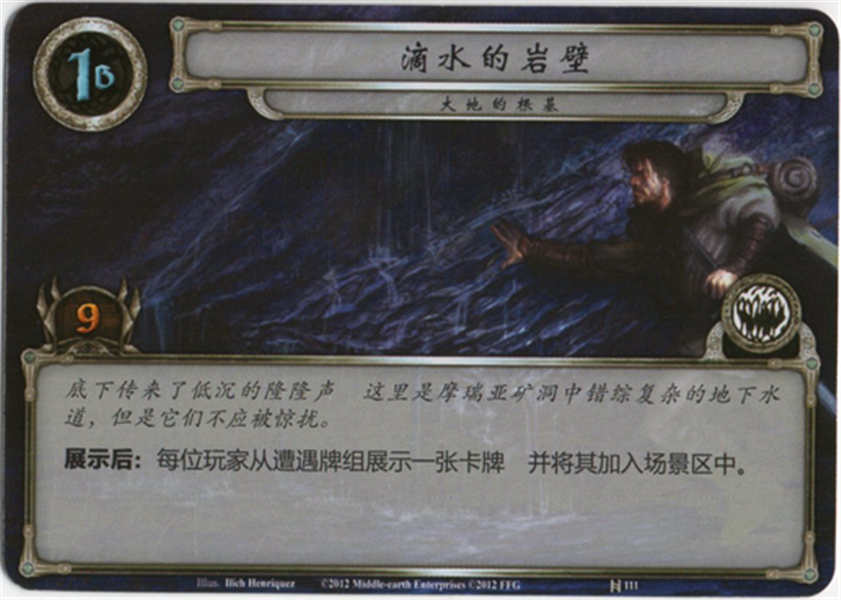 1B
滴水的岩壁
大地的根基
9
底下传来了低沉的隆隆声 这里是摩瑞亚矿洞中错综复杂的地下水
道，但是它们不应被惊扰。
展示后：每位玩家从遭遇牌组展示一张卡牌 并将其加入场景区中。
Illus. Ilich Henriquez ©2012 Middle-earth Enterprises ©2012 FFG 111